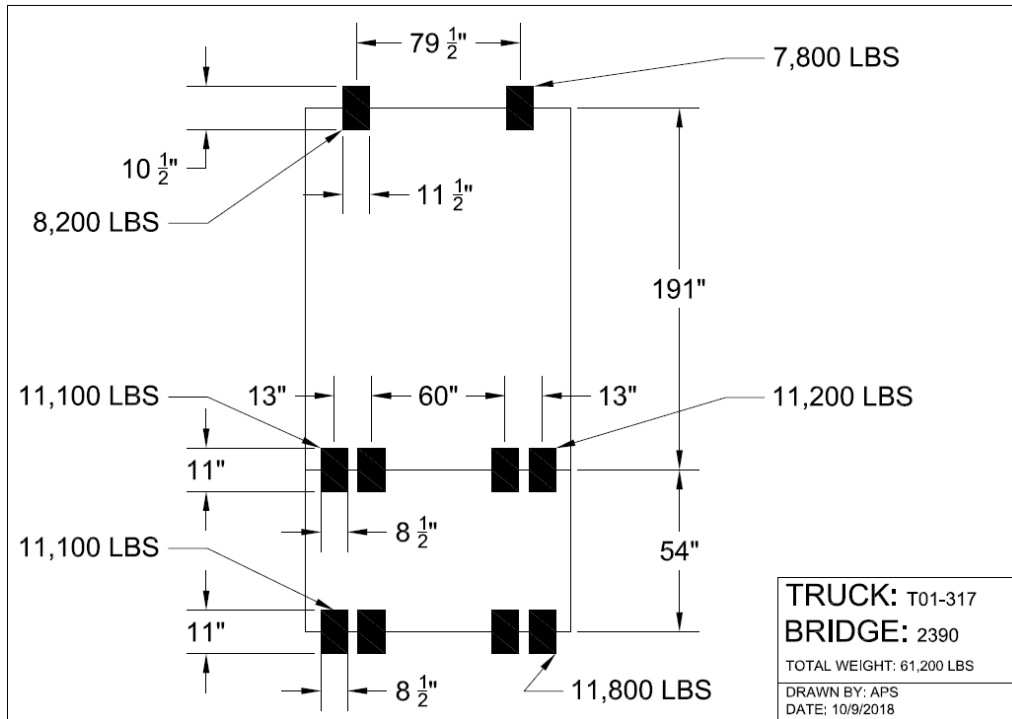 79 1/2"
7,800 LBS
10 1/2"
11 1/2"
8,200 LBS
191"
11,100 LBS
13"
60"
13"
11,200 LBS
11"
8 1/2"
11,100 LBS
54"
11"
8 1/2"
11,800 LBS
TRUCK: T01-317
BRIDGE: 2390
TOTAL WEIGHT: 61,200 LBS
DRAWN BY: APS
DATE: 10/9/2018